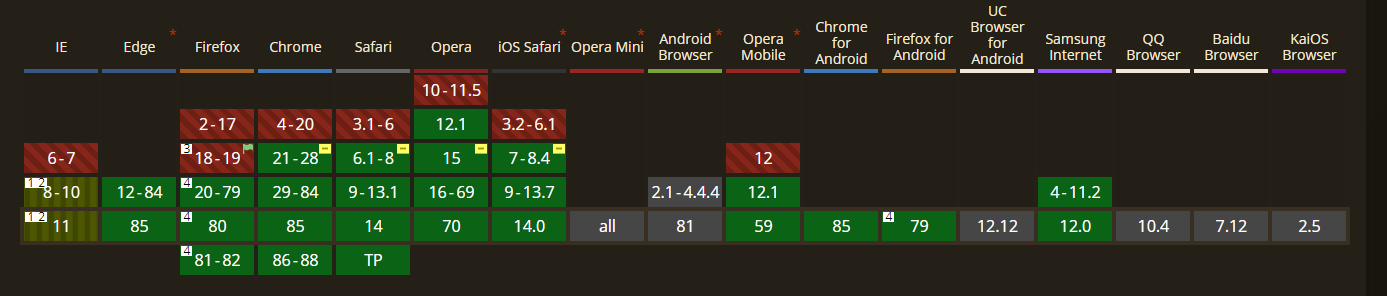 IE Edge * Firefox Chrome Safari Opera iOS Safari * Opera Mini * Android Browser * Opera Mobile * Chrome for Android Firefox for Android UC Browser for Android Samsung Internet QQ Browser Baidu Browser KaiOS Browser
10-11.5
2-17 4-20 3.1-6 12.1 3.2-6.1
6-7 3 18-19 21-28 6.1-8 15 7-8.4 12
1 2 8-10 12-84 4 20-79 29-84 9-13.1 16-69 9-13.7 2.1-4.4.4 12.1 4-11.2
1 2 11 85 4 80 85 14 70 14.0 all 81 59 85 4 79 12.12 12.0 10.4 7.12 2.5
4 81-82 86-88 TP